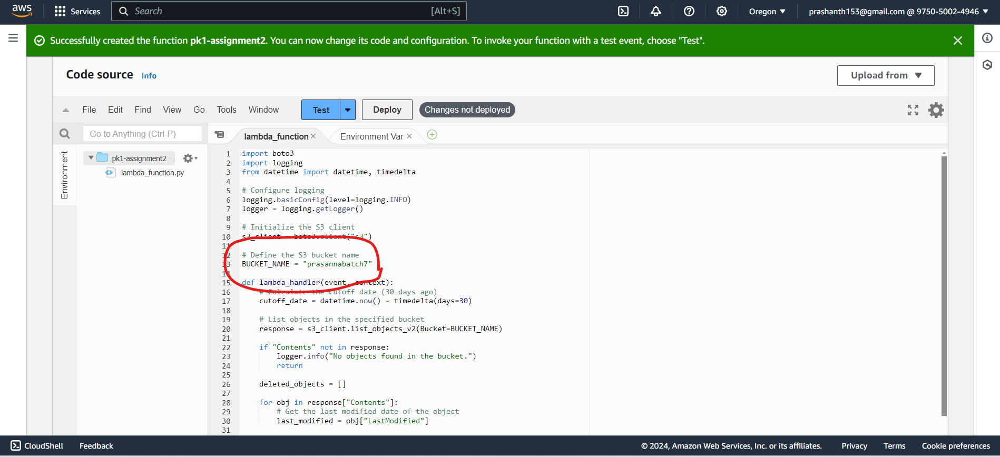 aws Services Search [Alt+S] Oregon ▼ prashanth153@gmail.com @ 9750-5002-4946 ▼
Successfully created the function pk1-assignment2. You can now change its code and configuration. To invoke your function with a test event, choose "Test".
Code source Info Upload from ▼
File Edit Find View Go Tools Window Test Deploy Changes not deployed
Go to Anything (Ctrl-P) lambda_function × Environment Var ×
Environment
pk1-assignment2 -
lambda_function.py
1 import boto3
2 import logging
3 from datetime import datetime, timedelta
4
5 # Configure logging
6 logging.basicConfig(level=logging.INFO)
7 logger = logging.getLogger()
8
9 # Initialize the S3 client
10 s3_client = boto3.client("s3")
11
12 # Define the S3 bucket name
13 BUCKET_NAME = "prasannabatch7"
14
15 def lambda_handler(event, context):
16     # Calculate the cutoff date (30 days ago)
17     cutoff_date = datetime.now() - timedelta(days=30)
18
19     # List objects in the specified bucket
20     response = s3_client.list_objects_v2(Bucket=BUCKET_NAME)
21
22     if "Contents" not in response:
23         logger.info("No objects found in the bucket.")
24         return
25
26     deleted_objects = []
27
28     for obj in response["Contents"]:
29         # Get the last modified date of the object
30         last_modified = obj["LastModified"]
31
CloudShell Feedback © 2024, Amazon Web Services, Inc. or its affiliates. Privacy Terms Cookie preferences